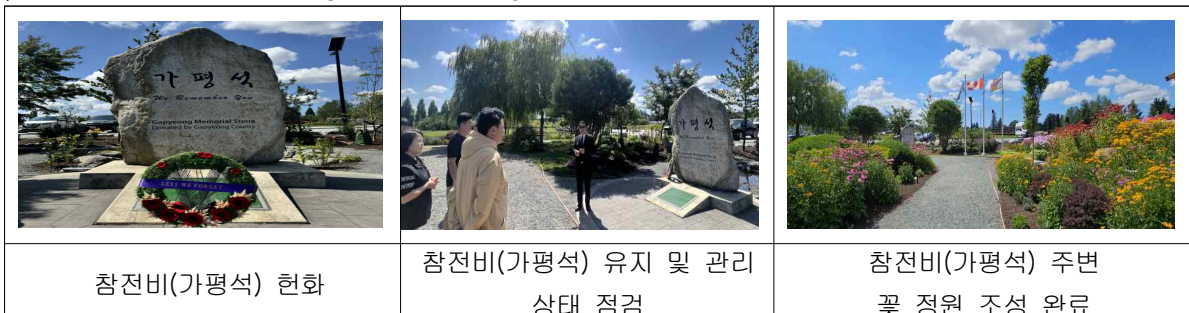 가평석
We Remember You
Gapyeong Memorial Stone
Donated by Gapyeong County
LEST WE FORGET
가평석
참전비(가평석) 헌화
참전비(가평석) 유지 및 관리
상태 점검
참전비(가평석) 주변
꽃 정원 조성 완료